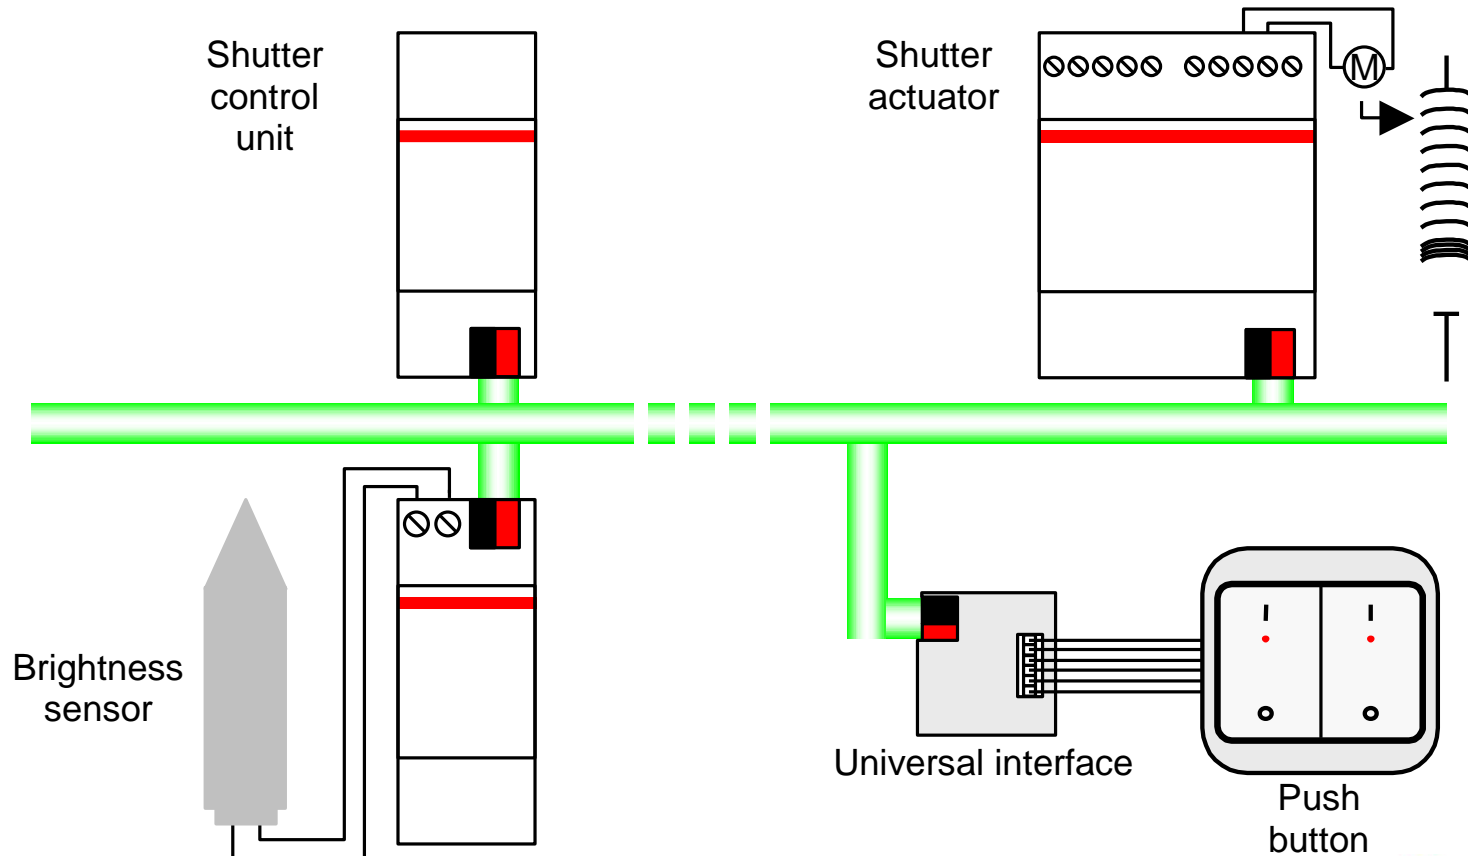 Shutter
control
unit
Shutter
actuator
M
Brightness
sensor
Universal interface
Push
button